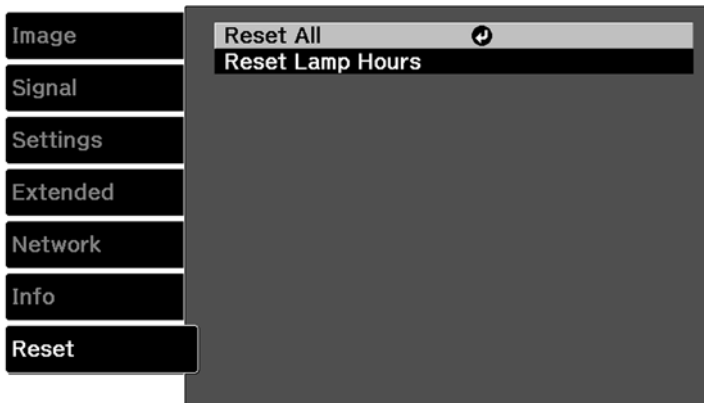 Image
Signal
Settings
Extended
Network
Info
Reset
Reset All
Reset Lamp Hours